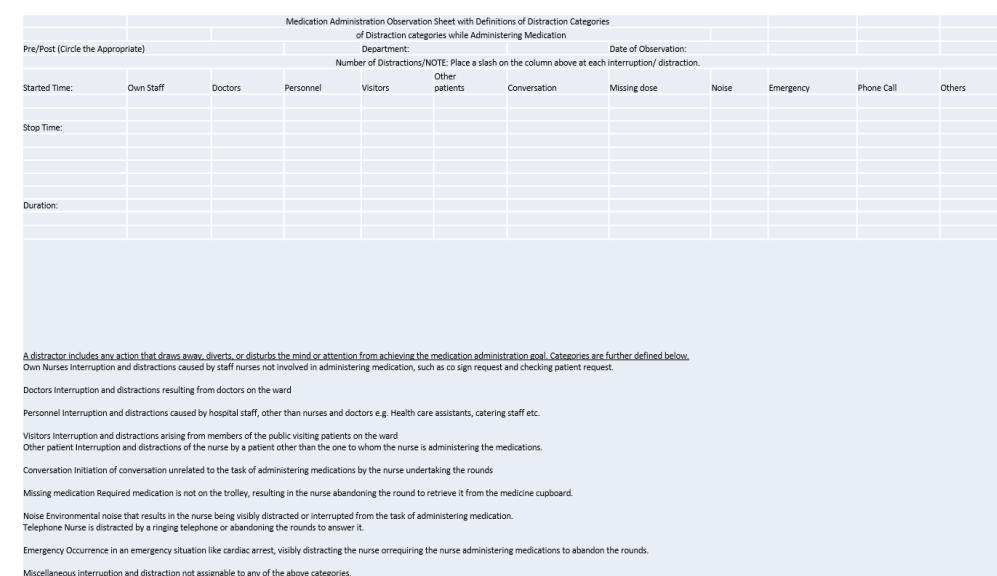 Medication Administration Observation Sheet with Definitions of Distraction Categories
of Distraction categories while Administering Medication
Pre/Post (Circle the Appropriate) Department: Date of Observation:
Number of Distractions/NOTE: Place a slash on the column above at each interruption/ distraction.
Started Time: Own Staff Doctors Personnel Visitors Other patients Conversation Missing dose Noise Emergency Phone Call Others
Stop Time:
Duration:
A distractor includes any action that draws away, diverts, or disturbs the mind or attention from achieving the medication administration goal. Categories are further defined below.
Own Nurses Interruption and distractions caused by staff nurses not involved in administering medication, such as co sign request and checking patient request.
Doctors Interruption and distractions resulting from doctors on the ward
Personnel Interruption and distractions caused by hospital staff, other than nurses and doctors e.g. Health care assistants, catering staff etc.
Visitors Interruption and distractions arising from members of the public visiting patients on the ward
Other patient Interruption and distractions of the nurse by a patient other than the one to whom the nurse is administering the medications.
Conversation Initiation of conversation unrelated to the task of administering medications by the nurse undertaking the rounds
Missing medication Required medication is not on the trolley, resulting in the nurse abandoning the round to retrieve it from the medicine cupboard.
Noise Environmental noise that results in the nurse being visibly distracted or interrupted from the task of administering medication.
Telephone Nurse is distracted by a ringing telephone or abandoning the rounds to answer it.
Emergency Occurrence in an emergency situation like cardiac arrest, visibly distracting the nurse orrequiring the nurse administering medications to abandon the rounds.
Miscellaneous interruption and distraction not assignable to any of the above categories.